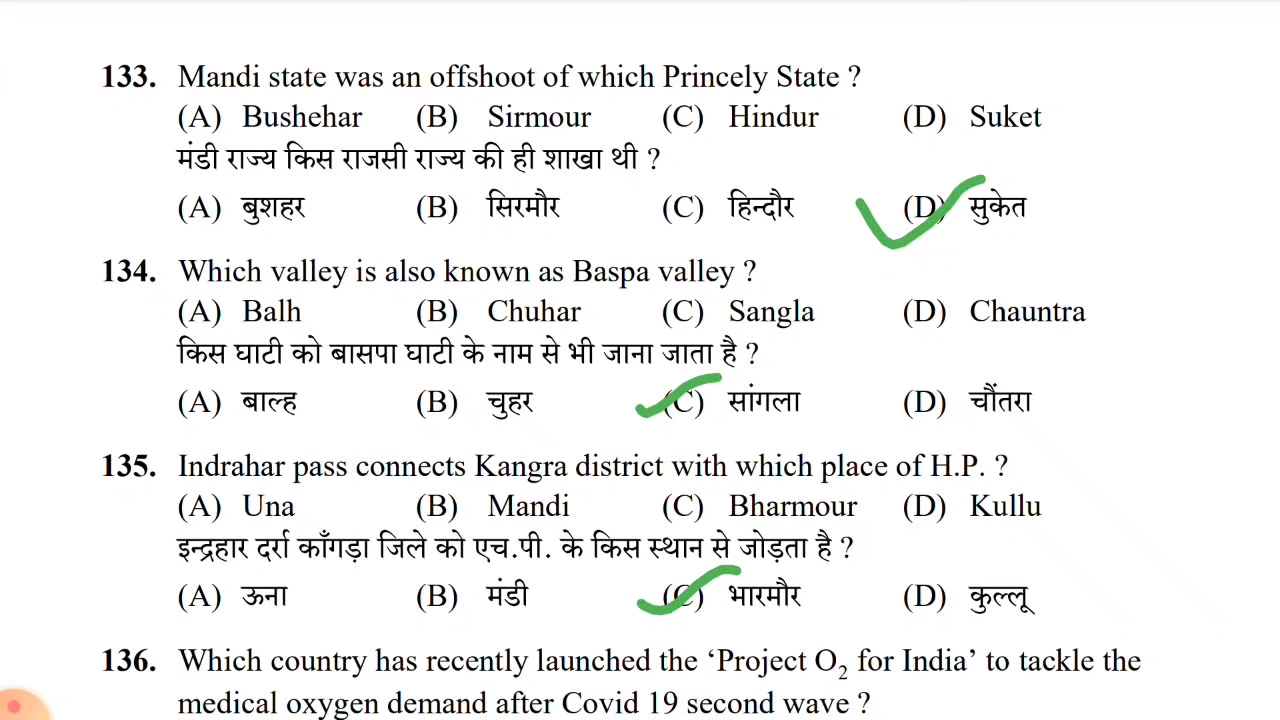 133. Mandi state was an offshoot of which Princely State ?
(A) Bushehar (B) Sirmour (C) Hindur (D) Suket
मंडी राज्य किस राजसी राज्य की ही शाखा थी ?
(A) बुशहर (B) सिरमौर (C) हिन्दौर (D) सुकेत
134. Which valley is also known as Baspa valley ?
(A) Balh (B) Chuhar (C) Sangla (D) Chauntra
किस घाटी को बासपा घाटी के नाम से भी जाना जाता है ?
(A) बाल्ह (B) चुहर (C) सांगला (D) चौंतरा
135. Indrahar pass connects Kangra district with which place of H.P. ?
(A) Una (B) Mandi (C) Bharmour (D) Kullu
इन्द्रहार दर्रा काँगड़ा जिले को एच.पी. के किस स्थान से जोड़ता है ?
(A) ऊना (B) मंडी (C) भारमौर (D) कुल्लू
136. Which country has recently launched the ‘Project O₂ for India’ to tackle the
medical oxygen demand after Covid 19 second wave ?